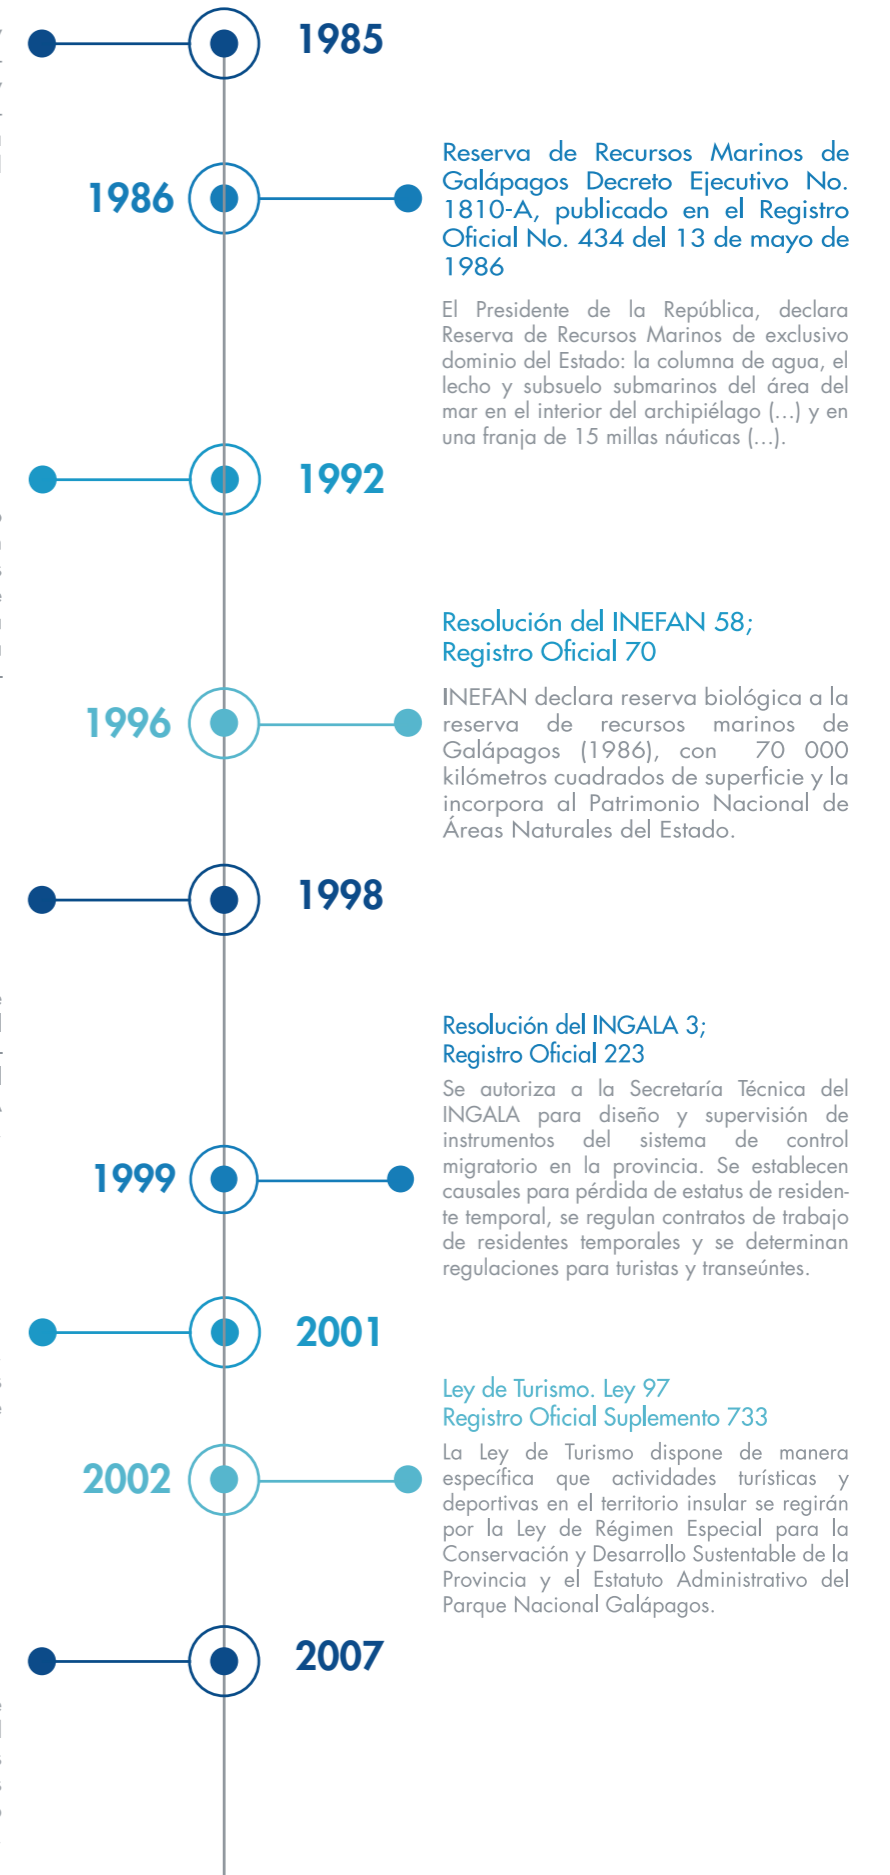 1985
1986
Reserva de Recursos Marinos de
Galápagos Decreto Ejecutivo No.
1810-A, publicado en el Registro
Oficial No. 434 del 13 de mayo de
1986
El Presidente de la República, declara
Reserva de Recursos Marinos de exclusivo
dominio del Estado: la columna de agua, el
lecho y subsuelo submarinos del área del
mar en el interior del archipiélago (...) y en
una franja de 15 millas náuticas (...).
1992
Resolución del INEFAN 58;
Registro Oficial 70
1996
INEFAN declara reserva biológica a la
reserva de recursos marinos de
Galápagos (1986), con 70 000
kilómetros cuadrados de superficie y la
incorpora al Patrimonio Nacional de
Áreas Naturales del Estado.
1998
Resolución del INGALA 3;
Registro Oficial 223
Se autoriza a la Secretaría Técnica del
INGALA para diseño y supervisión de
instrumentos del sistema de control
migratorio en la provincia. Se establecen
causales para pérdida de estatus de residen-
te temporal, se regulan contratos de trabajo
de residentes temporales y se determinan
regulaciones para turistas y transeúntes.
1999
2001
Ley de Turismo. Ley 97
Registro Oficial Suplemento 733
2002
La Ley de Turismo dispone de manera
específica que actividades turísticas y
deportivas en el territorio insular se regirán
por la Ley de Régimen Especial para la
Conservación y Desarrollo Sustentable de la
Provincia y el Estatuto Administrativo del
Parque Nacional Galápagos.
2007